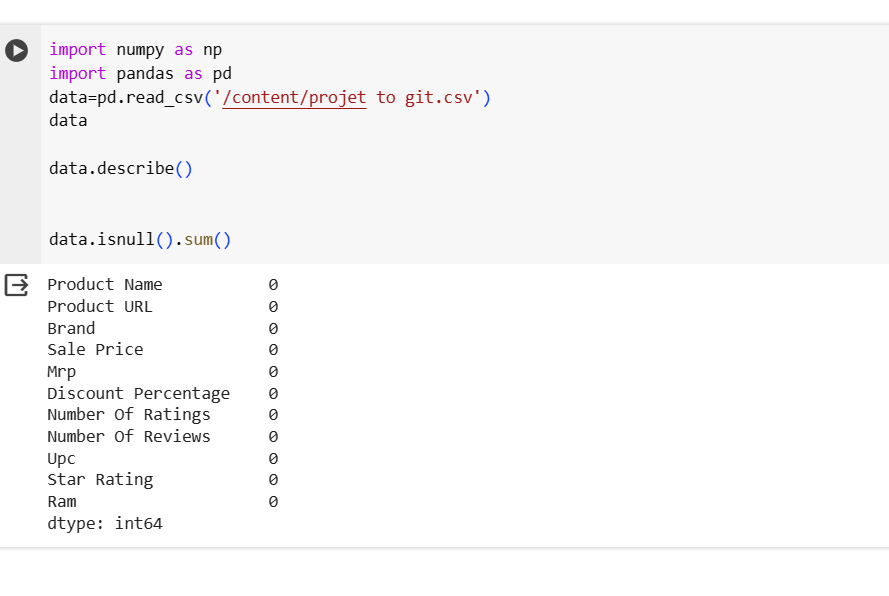 import numpy as np
import pandas as pd
data=pd.read_csv('/content/projet to git.csv')
data
data.describe()
data.isnull().sum()
Product Name 0
Product URL 0
Brand 0
Sale Price 0
Mrp 0
Discount Percentage 0
Number Of Ratings 0
Number Of Reviews 0
Upc 0
Star Rating 0
Ram 0
dtype: int64